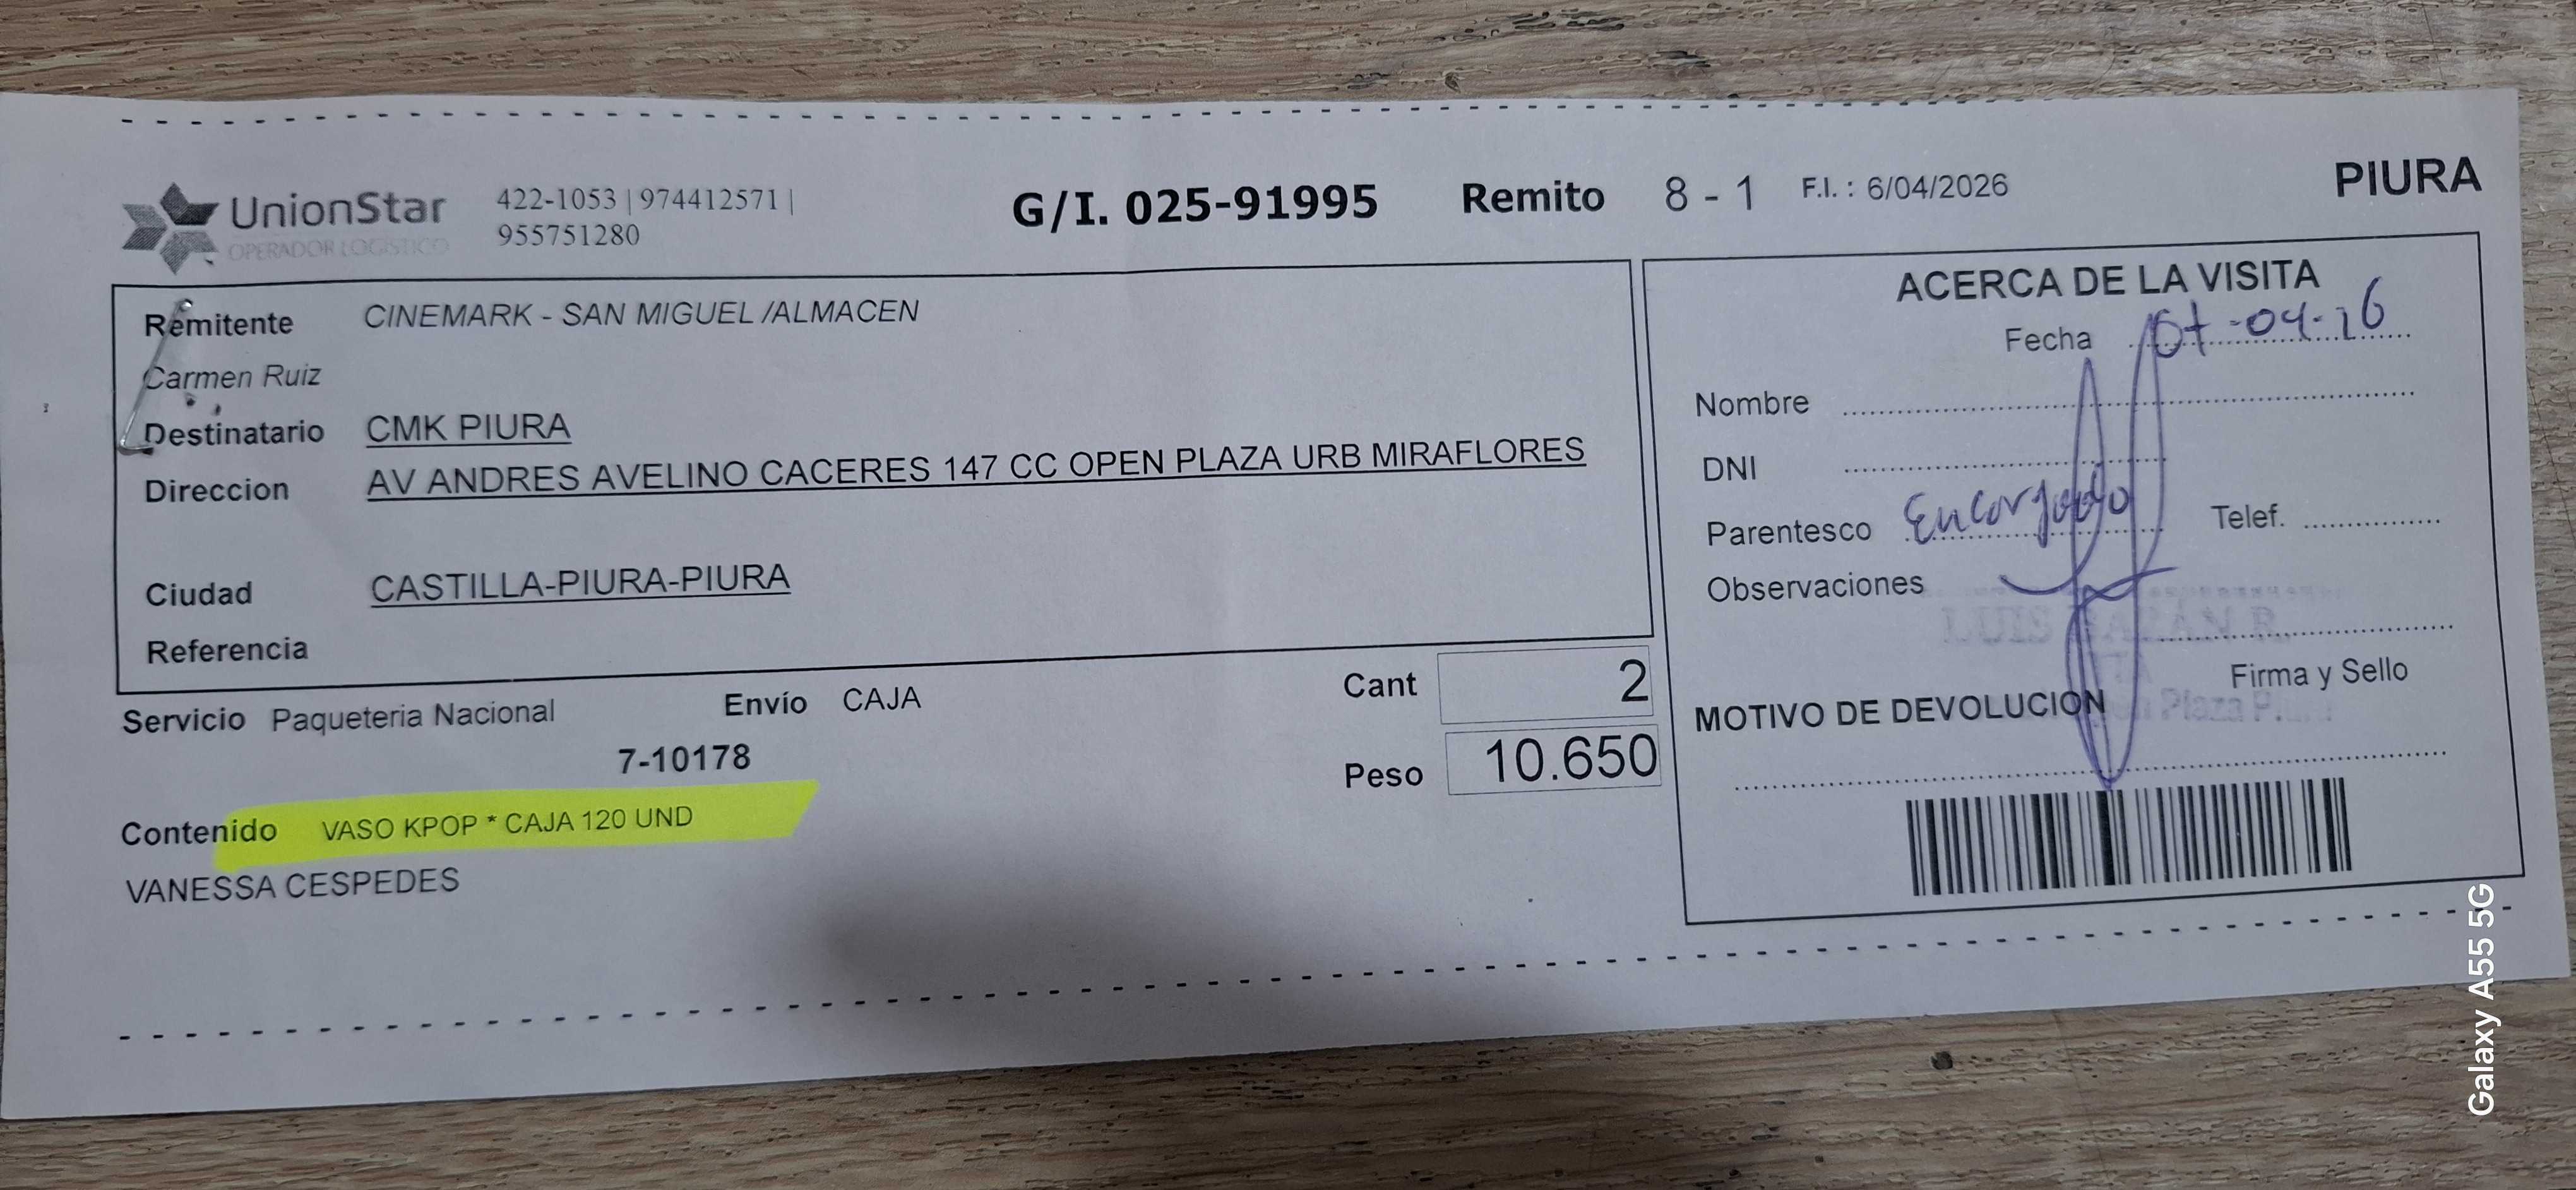 UnionStar
OPERADOR LOGISTICO
422-1053 | 974412571 |
955751280
G/I. 025-91995 Remito 8 - 1 F.I. : 6/04/2026
PIURA
Remitente CINEMARK - SAN MIGUEL /ALMACEN
Carmen Ruiz
Destinatario CMK PIURA
Direccion AV ANDRES AVELINO CACERES 147 CC OPEN PLAZA URB MIRAFLORES
Ciudad CASTILLA-PIURA-PIURA
Referencia
Servicio Paqueteria Nacional Envío CAJA
7-10178
Cant 2
Peso 10.650
Contenido VASO KPOP * CAJA 120 UND
VANESSA CESPEDES
ACERCA DE LA VISITA
Fecha 07-04-26
Nombre
DNI
Parentesco Encargado Telef.
Observaciones
LUIS
Firma y Sello
MOTIVO DE DEVOLUCION
Plaza
Galaxy A55 5G